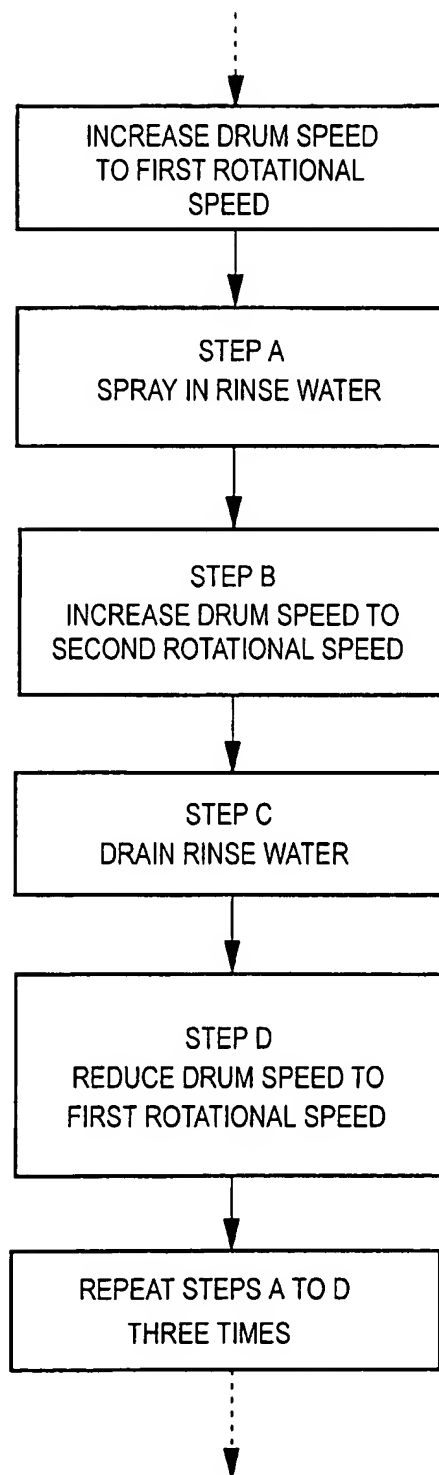 INCREASE DRUM SPEED
TO FIRST ROTATIONAL
SPEED
STEP A
SPRAY IN RINSE WATER
STEP B
INCREASE DRUM SPEED TO
SECOND ROTATIONAL SPEED
STEP C
DRAIN RINSE WATER
STEP D
REDUCE DRUM SPEED TO
FIRST ROTATIONAL SPEED
REPEAT STEPS A TO D
THREE TIMES